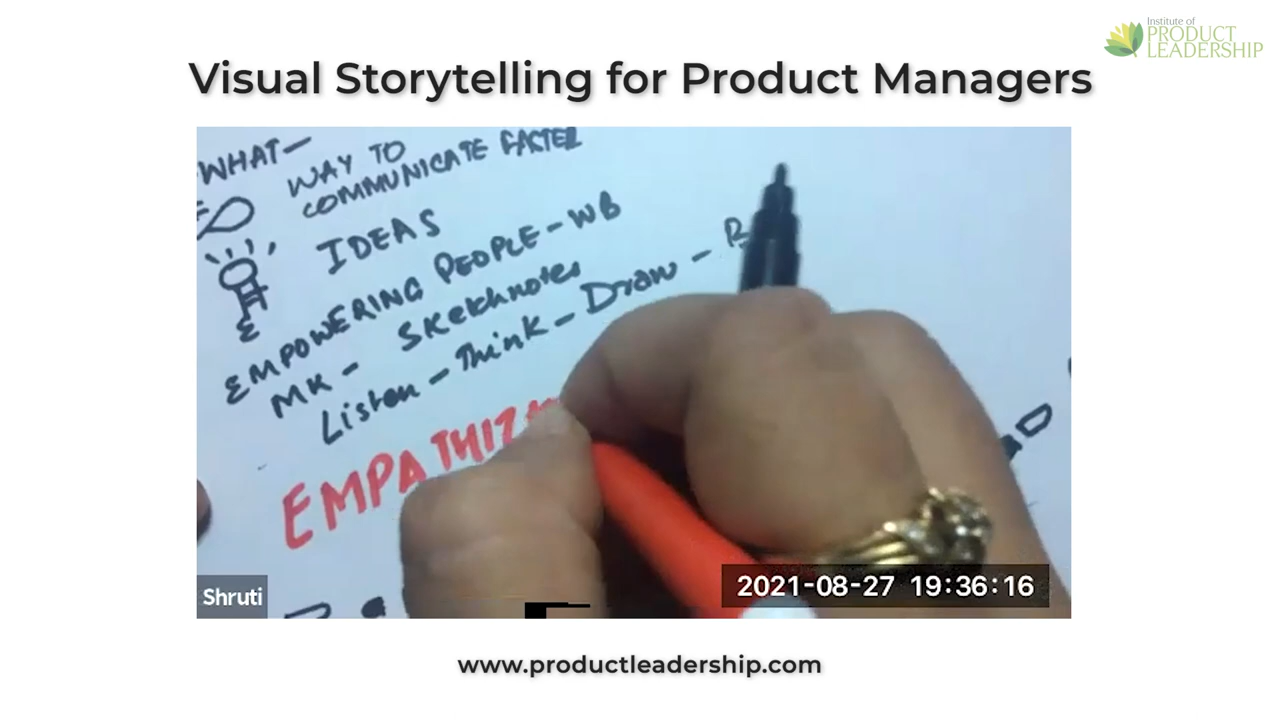 Institute of
PRODUCT
LEADERSHIP
Visual Storytelling for Product Managers
WHAT—
WAY TO
COMMUNICATE FASTER
IDEAS
EMPOWERING PEOPLE - WB
MK - Sketchnotes
Listen - Think - Draw -
EMPATHIZ
Shruti
2021-08-27 19:36:16
www.productleadership.com